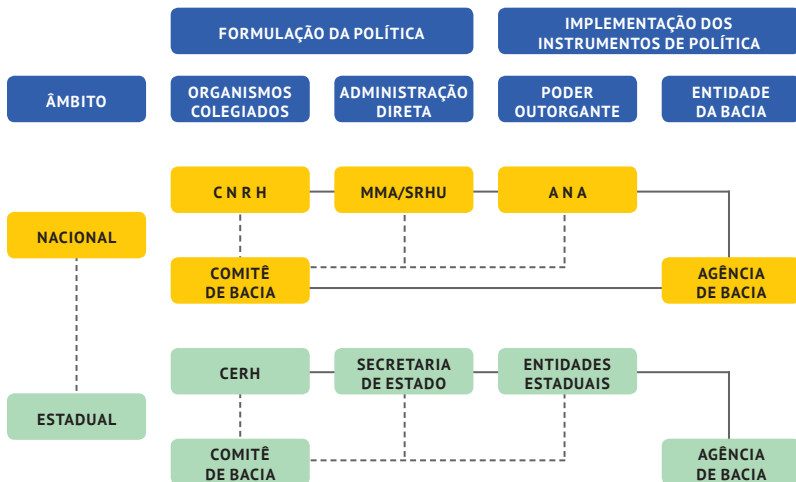 FORMULAÇÃO DA POLÍTICA
IMPLEMENTAÇÃO DOS
INSTRUMENTOS DE POLÍTICA
ÂMBITO
ORGANISMOS
COLEGIADOS
ADMINISTRAÇÃO
DIRETA
PODER
OUTORGANTE
ENTIDADE
DA BACIA
NACIONAL
C N R H
MMA/SRHU
A N A
COMITÊ
DE BACIA
AGÊNCIA
DE BACIA
ESTADUAL
CERH
SECRETARIA
DE ESTADO
ENTIDADES
ESTADUAIS
COMITÊ
DE BACIA
AGÊNCIA
DE BACIA